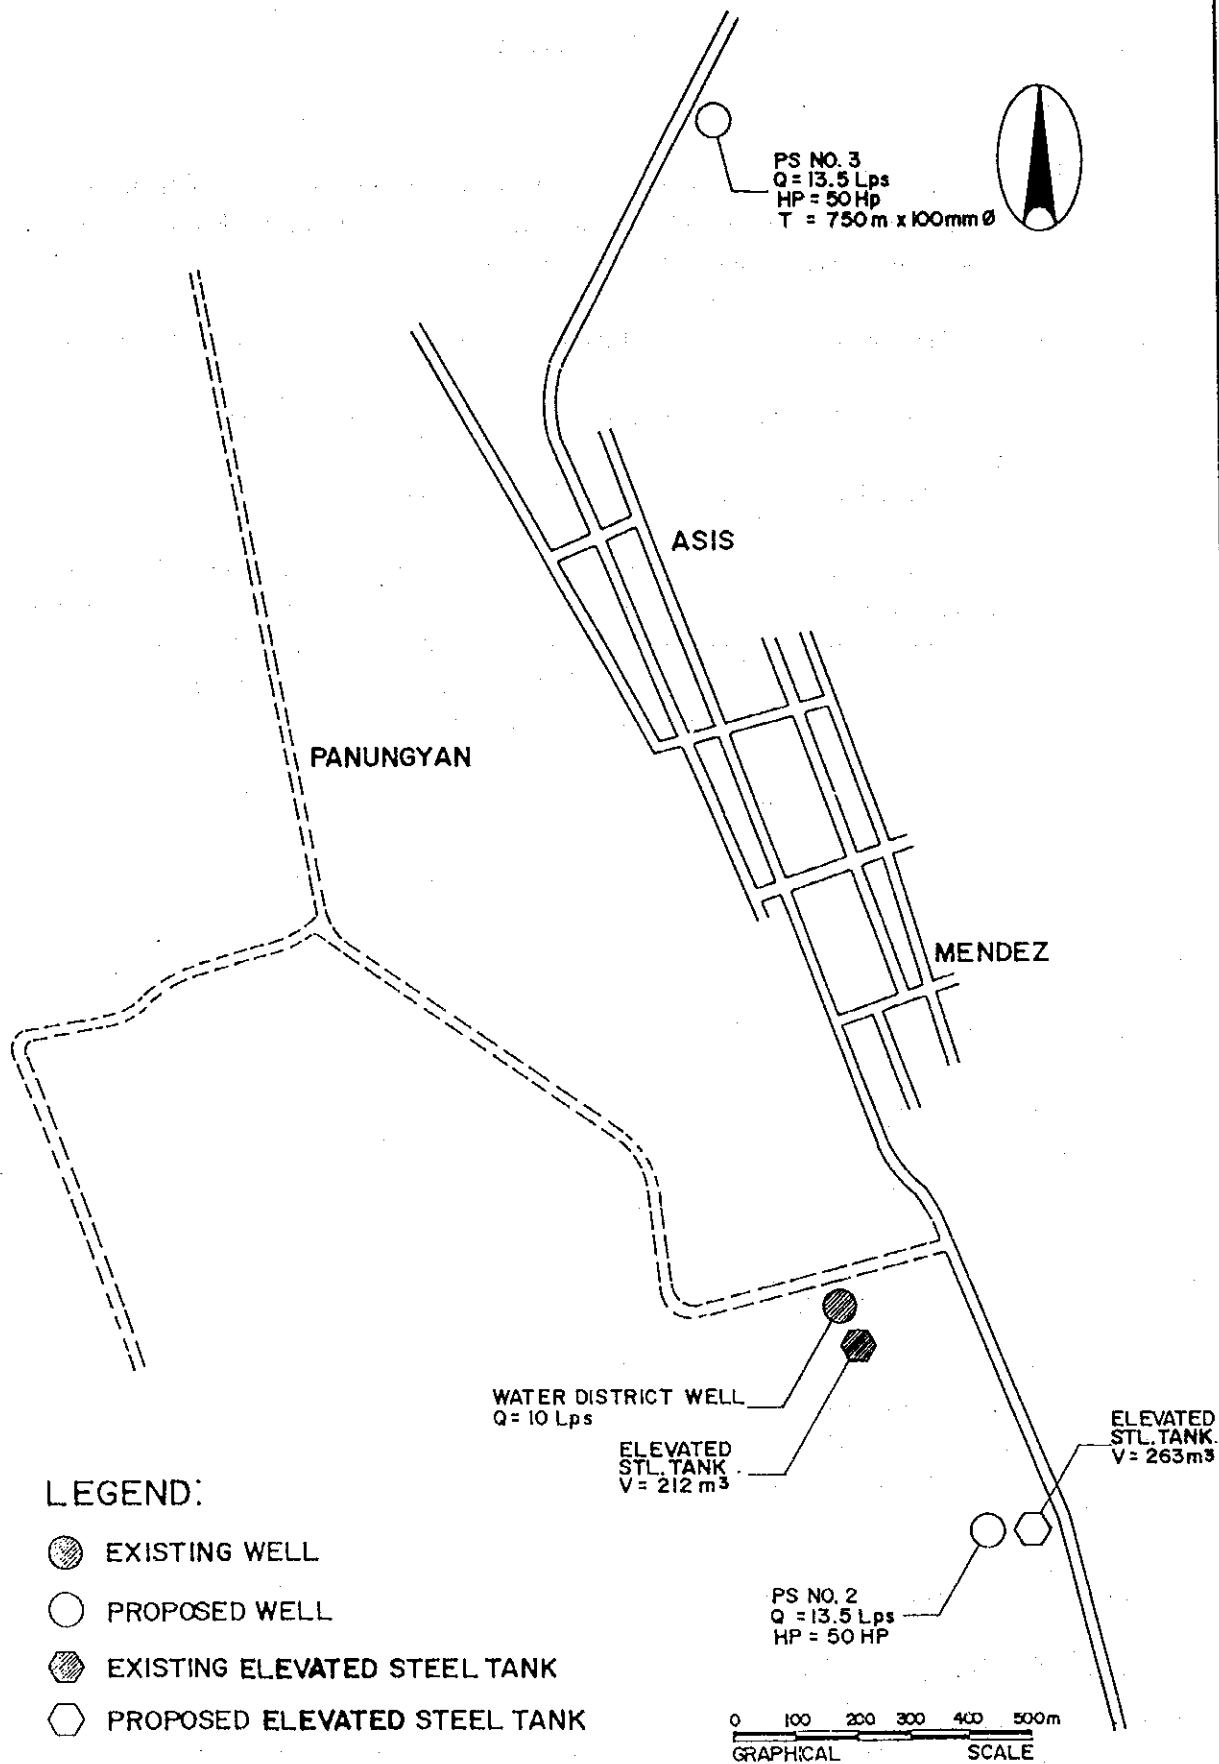 PS NO. 3
Q = 13.5 Lps
HP = 50 Hp
T = 750 m x 100mm Ø
ASIS
PANUNGYAN
MENDEZ
WATER DISTRICT WELL
Q = 10 Lps
ELEVATED
STL. TANK
V = 212 m³
ELEVATED
STL. TANK.
V = 263 m³
PS NO. 2
Q = 13.5 Lps
HP = 50 HP
LEGEND:
EXISTING WELL
PROPOSED WELL
EXISTING ELEVATED STEEL TANK
PROPOSED ELEVATED STEEL TANK
0 100 200 300 400 500m
GRAPHICAL SCALE